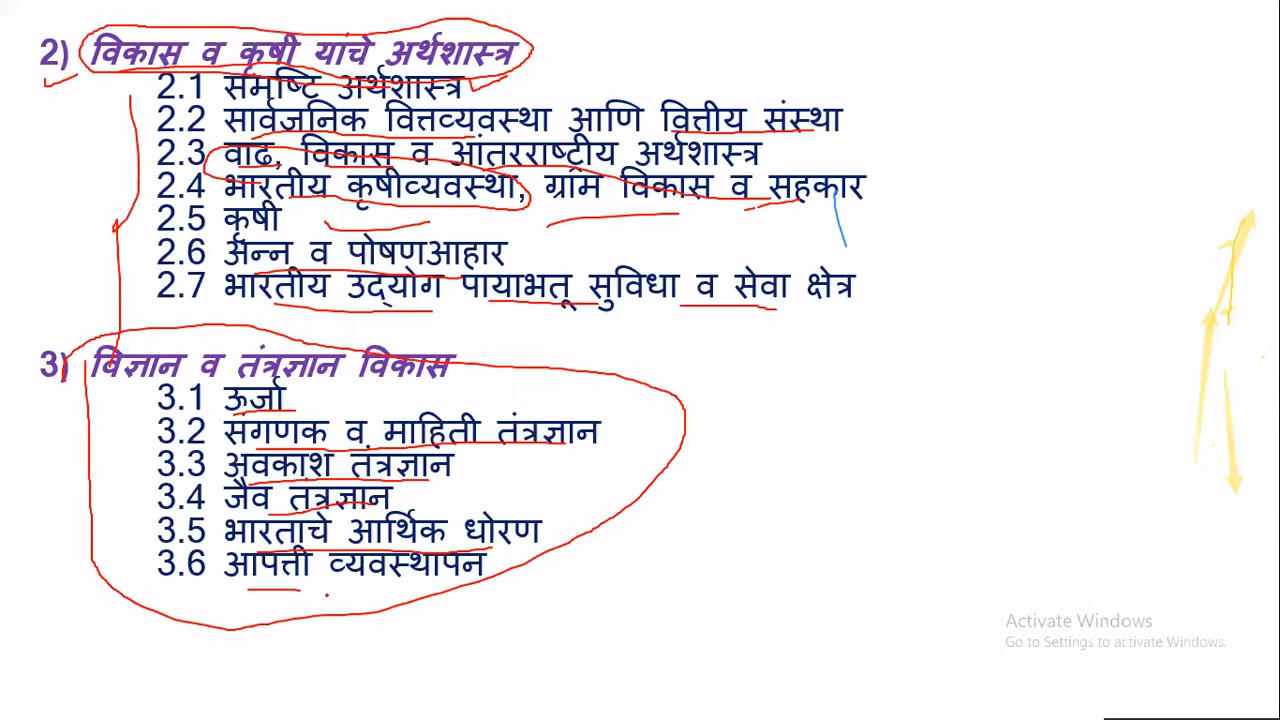 2) विकास व कृषी यांचे अर्थशास्त्र
2.1 समष्टि अर्थशास्त्र
2.2 सार्वजनिक वित्तव्यवस्था आणि वित्तीय संस्था
2.3 वाढ, विकास व आंतरराष्ट्रीय अर्थशास्त्र
2.4 भारतीय कृषीव्यवस्था, ग्राम विकास व सहकार
2.5 कृषी
2.6 अन्न व पोषणआहार
2.7 भारतीय उद्योग पायाभतू सुविधा व सेवा क्षेत्र
3) विज्ञान व तंत्रज्ञान विकास
3.1 ऊर्जा
3.2 संगणक व माहिती तंत्रज्ञान
3.3 अवकाश तंत्रज्ञान
3.4 जैव तंत्रज्ञान
3.5 भारताचे आर्थिक धोरण
3.6 आपत्ती व्यवस्थापन
Activate Windows
Go to Settings to activate Windows.